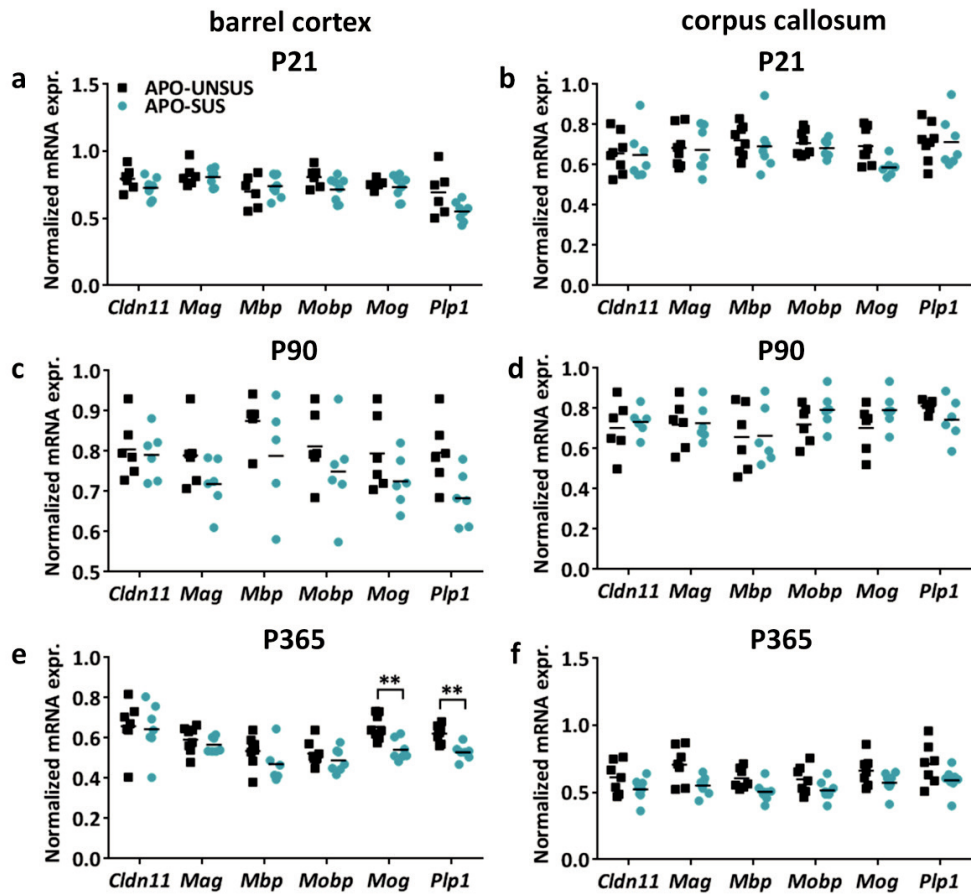 barrel cortex
corpus callosum
a
P21
Normalized mRNA expr.
1.5
1.0
0.5
0.0
APO-UNSUS
APO-SUS
Cldn11 Mag Mbp Mobp Mog Plp1
b
P21
Normalized mRNA expr.
1.0
0.8
0.6
0.4
0.2
0.0
Cldn11 Mag Mbp Mobp Mog Plp1
c
P90
Normalized mRNA expr.
1.0
0.9
0.8
0.7
0.6
0.5
Cldn11 Mag Mbp Mobp Mog Plp1
d
P90
Normalized mRNA expr.
1.0
0.8
0.6
0.4
0.2
0.0
Cldn11 Mag Mbp Mobp Mog Plp1
e
P365
Normalized mRNA expr.
1.0
0.8
0.6
0.4
0.2
0.0
** **
Cldn11 Mag Mbp Mobp Mog Plp1
f
P365
Normalized mRNA expr.
1.5
1.0
0.5
0.0
Cldn11 Mag Mbp Mobp Mog Plp1